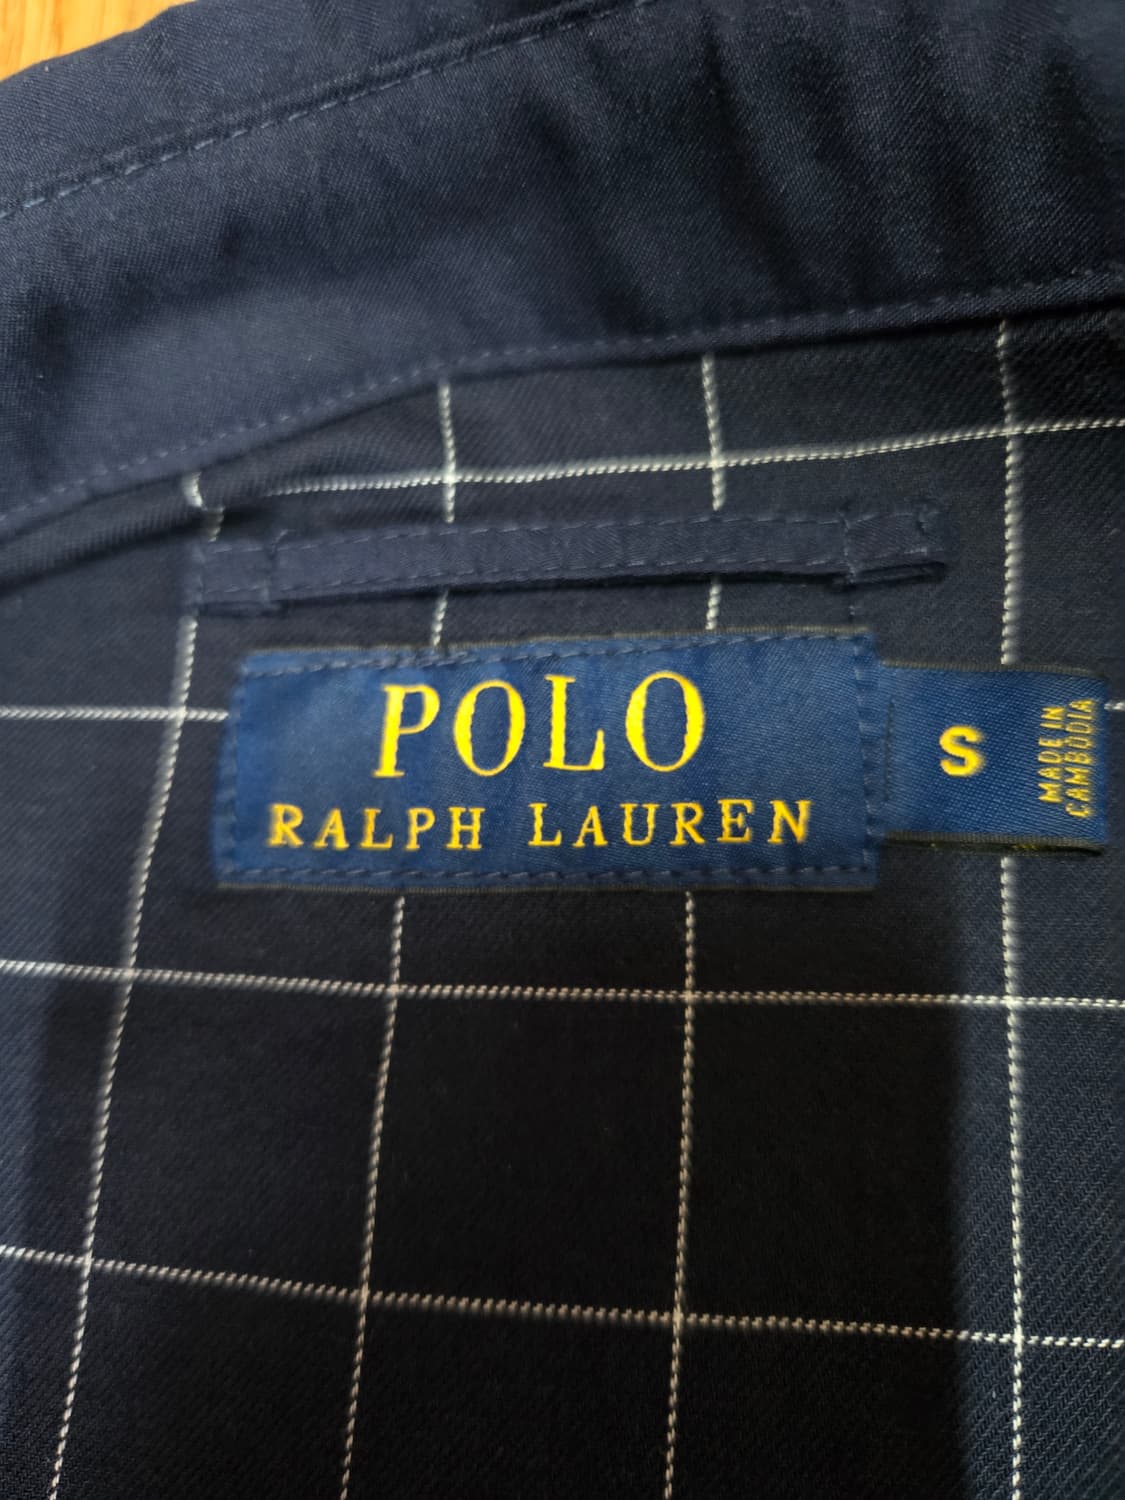 POLO
RALPH LAUREN
S
MADE IN
CAMBODIA